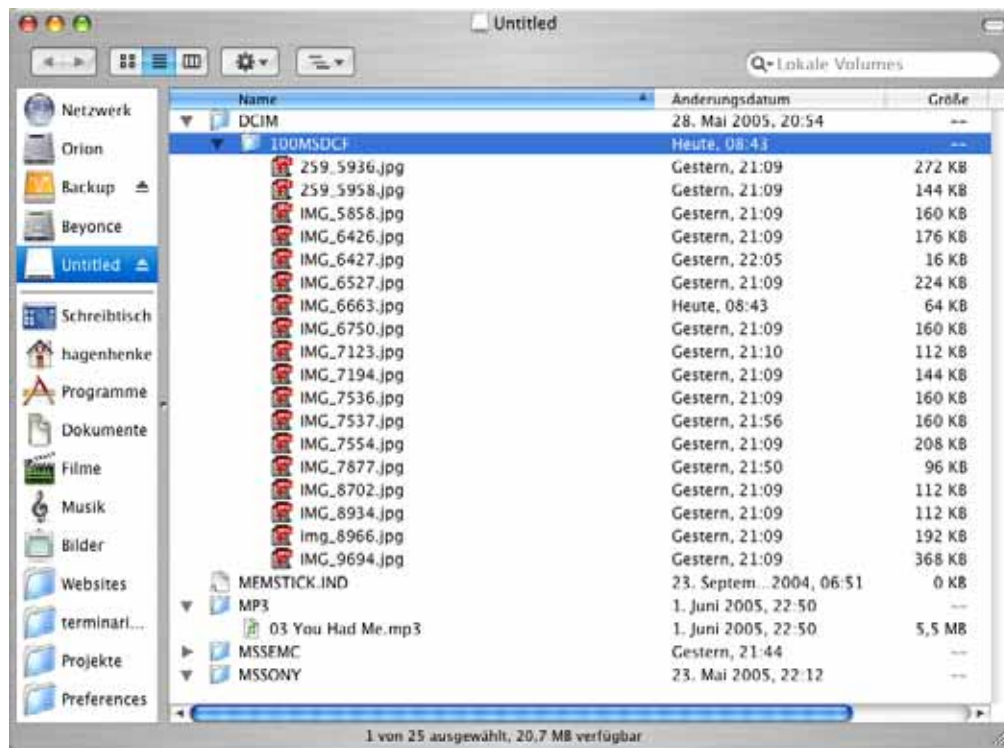 Untitled
Lokale Volumes
Netzwerk
Orion
Backup
Beyonce
Untitled
Schreibtisch
hagenhenke
Programme
Dokumente
Filme
Musik
Bilder
Websites
terminari...
Projekte
Preferences
Name Änderungsdatum Größe
DCIM 28. Mai 2005, 20:54 --
100MSDCF Heute, 08:43 --
259_5936.jpg Gestern, 21:09 272 KB
259_5958.jpg Gestern, 21:09 144 KB
IMG_5858.jpg Gestern, 21:09 160 KB
IMG_6426.jpg Gestern, 21:09 176 KB
IMG_6427.jpg Gestern, 22:05 16 KB
IMG_6527.jpg Gestern, 21:09 224 KB
IMG_6663.jpg Heute, 08:43 64 KB
IMG_6750.jpg Gestern, 21:09 160 KB
IMG_7123.jpg Gestern, 21:10 112 KB
IMG_7194.jpg Gestern, 21:09 144 KB
IMG_7536.jpg Gestern, 21:09 160 KB
IMG_7537.jpg Gestern, 21:56 160 KB
IMG_7554.jpg Gestern, 21:09 208 KB
IMG_7877.jpg Gestern, 21:50 96 KB
IMG_8702.jpg Gestern, 21:09 112 KB
IMG_8934.jpg Gestern, 21:09 112 KB
img_8966.jpg Gestern, 21:09 192 KB
IMG_9694.jpg Gestern, 21:09 368 KB
MEMSTICK.IND 23. Septem...2004, 06:51 0 KB
MP3 1. Juni 2005, 22:50 --
03 You Had Me.mp3 1. Juni 2005, 22:50 5,5 MB
MSSEMC Gestern, 21:44 --
MSSONY 23. Mai 2005, 22:12 --
1 von 25 ausgewählt, 20,7 MB verfügbar